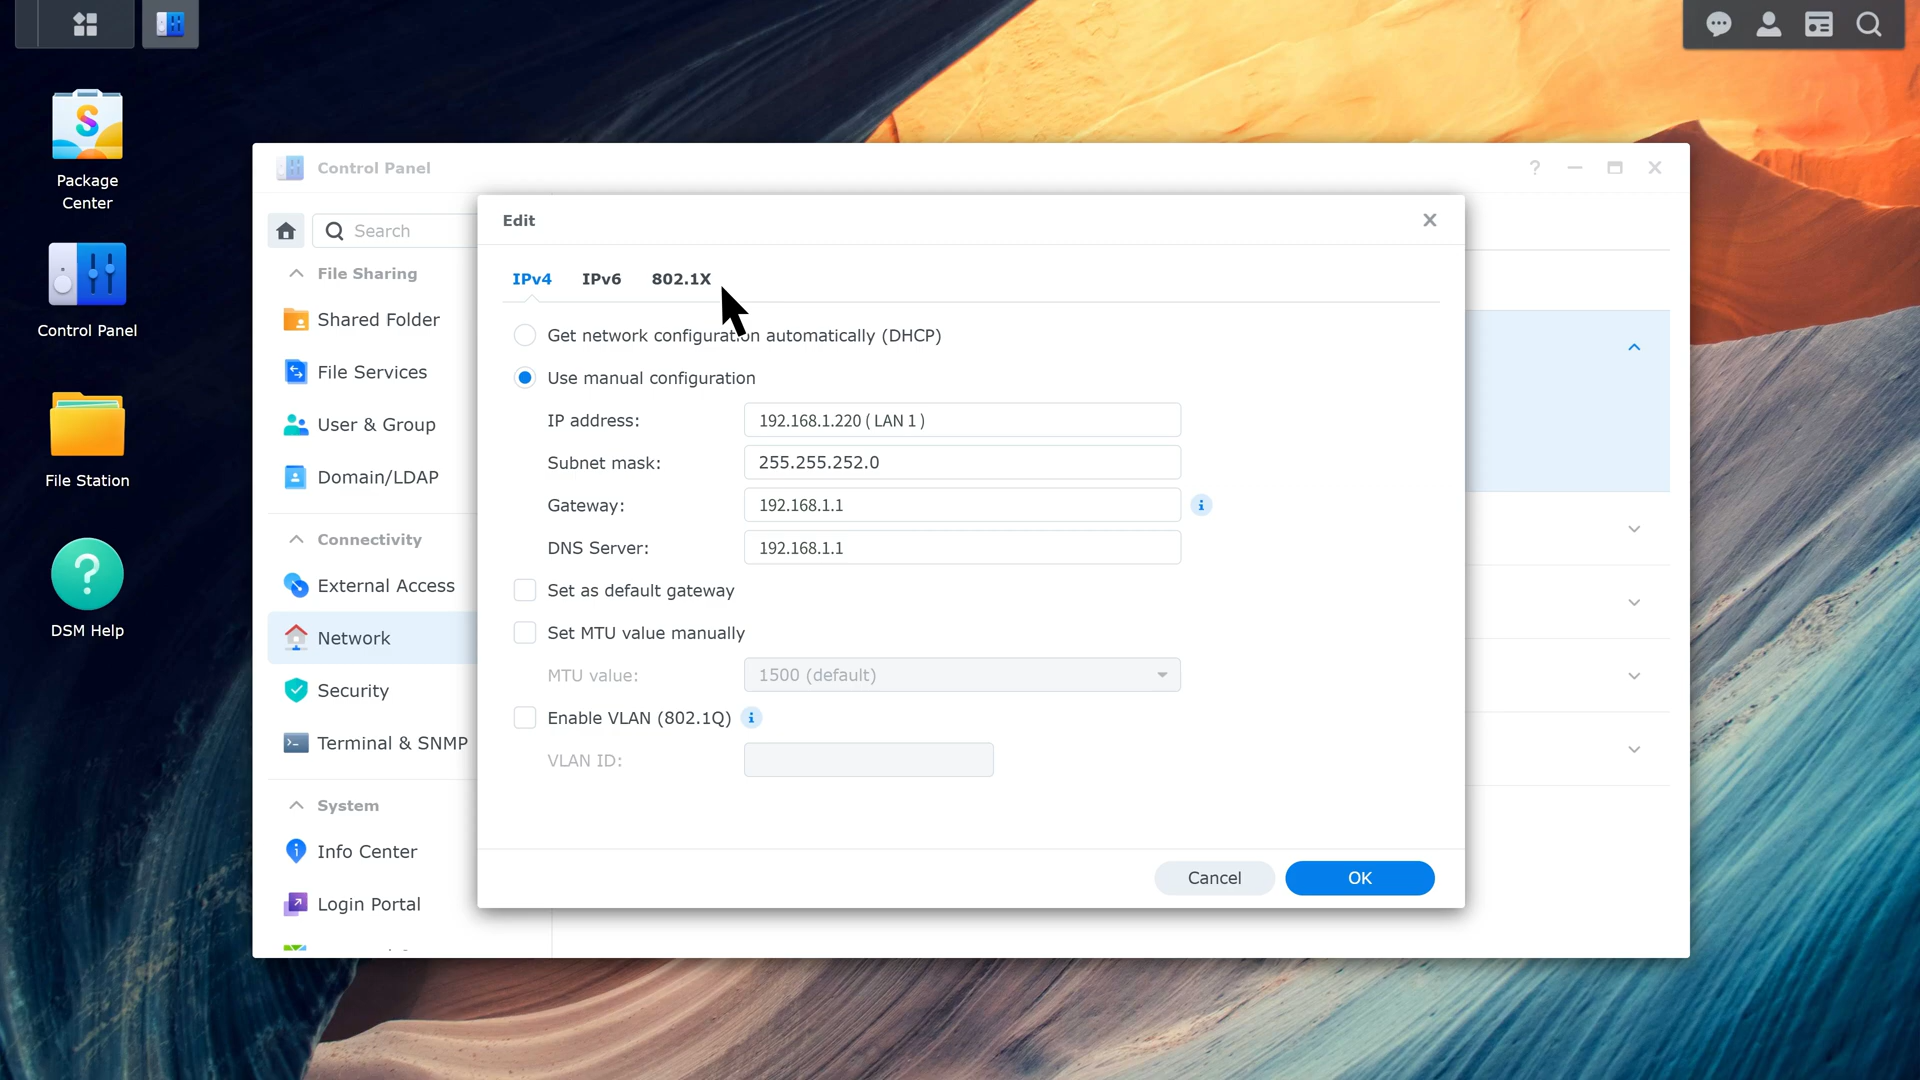 Package
Center
Control Panel
File Station
DSM Help
Control Panel
Search
File Sharing
Shared Folder
File Services
User & Group
Domain/LDAP
Connectivity
External Access
Network
Security
Terminal & SNMP
System
Info Center
Login Portal
Edit
IPv4 IPv6 802.1X
Get network configuration automatically (DHCP)
Use manual configuration
IP address: 192.168.1.220 ( LAN 1 )
Subnet mask: 255.255.252.0
Gateway: 192.168.1.1
DNS Server: 192.168.1.1
Set as default gateway
Set MTU value manually
MTU value: 1500 (default)
Enable VLAN (802.1Q)
VLAN ID:
Cancel OK